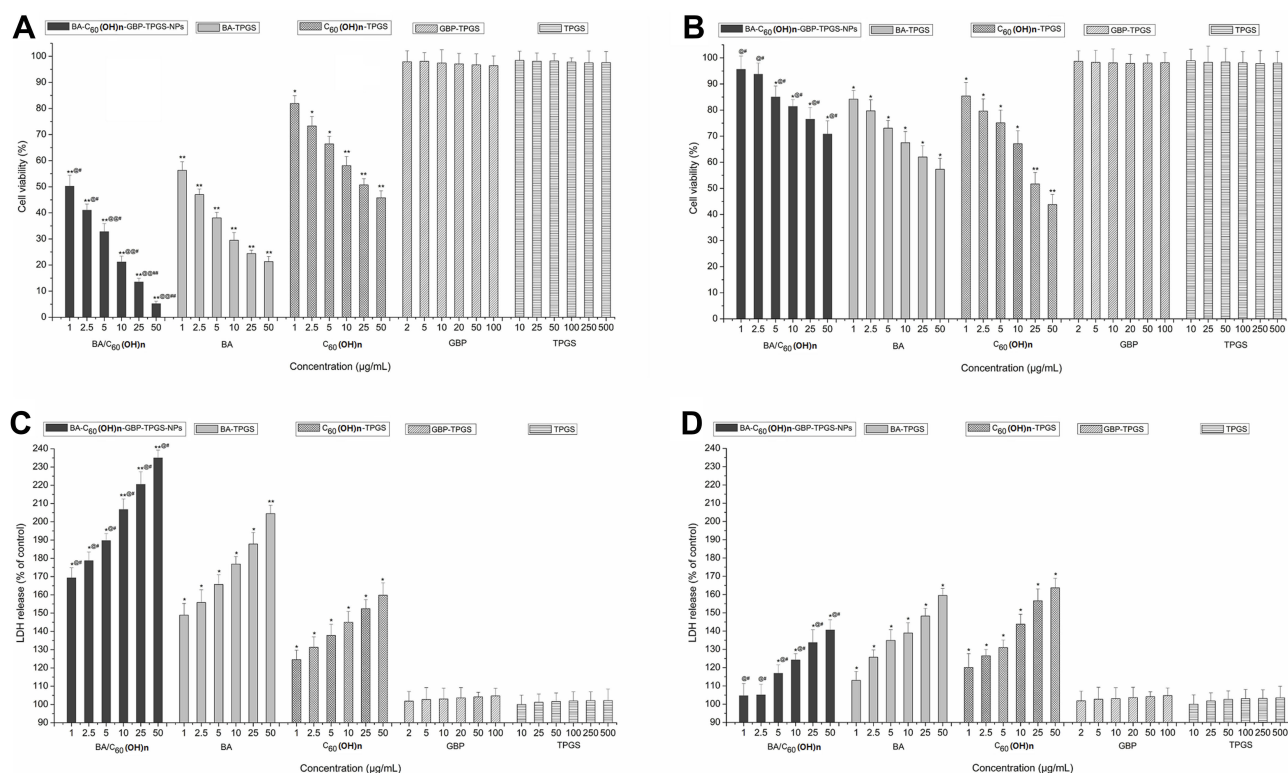 A
BA-C60(OH)n-GBP-TPGS-NPs BA-TPGS C60(OH)n-TPGS GBP-TPGS TPGS
Cell viability (%)
100
90
80
70
60
50
40
30
20
10
0
**@# **@# **@@# **@@# **@@## **@@##
** ** ** ** ** **
* * * ** ** **
1 2.5 5 10 25 50 1 2.5 5 10 25 50 1 2.5 5 10 25 50 2 5 10 20 50 100 10 25 50 100 250 500
BA/C60(OH)n BA C60(OH)n GBP TPGS
Concentration (µg/mL)
B
BA-C60(OH)n-GBP-TPGS-NPs BA-TPGS C60(OH)n-TPGS GBP-TPGS TPGS
Cell viability (%)
100
90
80
70
60
50
40
30
20
10
0
@# @# *@# *@# *@# *@#
* * * * * *
* * * * ** **
1 2.5 5 10 25 50 1 2.5 5 10 25 50 1 2.5 5 10 25 50 2 5 10 20 50 100 10 25 50 100 250 500
BA/C60(OH)n BA C60(OH)n GBP TPGS
Concentration (µg/mL)
C
BA-C60(OH)n-GBP-TPGS-NPs BA-TPGS C60(OH)n-TPGS GBP-TPGS TPGS
LDH release (% of control)
240
230
220
210
200
190
180
170
160
150
140
130
120
110
100
90
*@# *@# *@# **@# **@# **@#
* * * * * **
* * * * * *
1 2.5 5 10 25 50 1 2.5 5 10 25 50 1 2.5 5 10 25 50 2 5 10 20 50 100 10 25 50 100 250 500
BA/C60(OH)n BA C60(OH)n GBP TPGS
Concentration (µg/mL)
D
BA-C60(OH)n-GBP-TPGS-NPs BA-TPGS C60(OH)n-TPGS GBP-TPGS TPGS
LDH release (% of control)
240
230
220
210
200
190
180
170
160
150
140
130
120
110
100
90
@# @# *@# *@# *@# *@#
* * * * * *
* * * * * *
1 2.5 5 10 25 50 1 2.5 5 10 25 50 1 2.5 5 10 25 50 2 5 10 20 50 100 10 25 50 100 250 500
BA/C60(OH)n BA C60(OH)n GBP TPGS
Concentration (µg/mL)